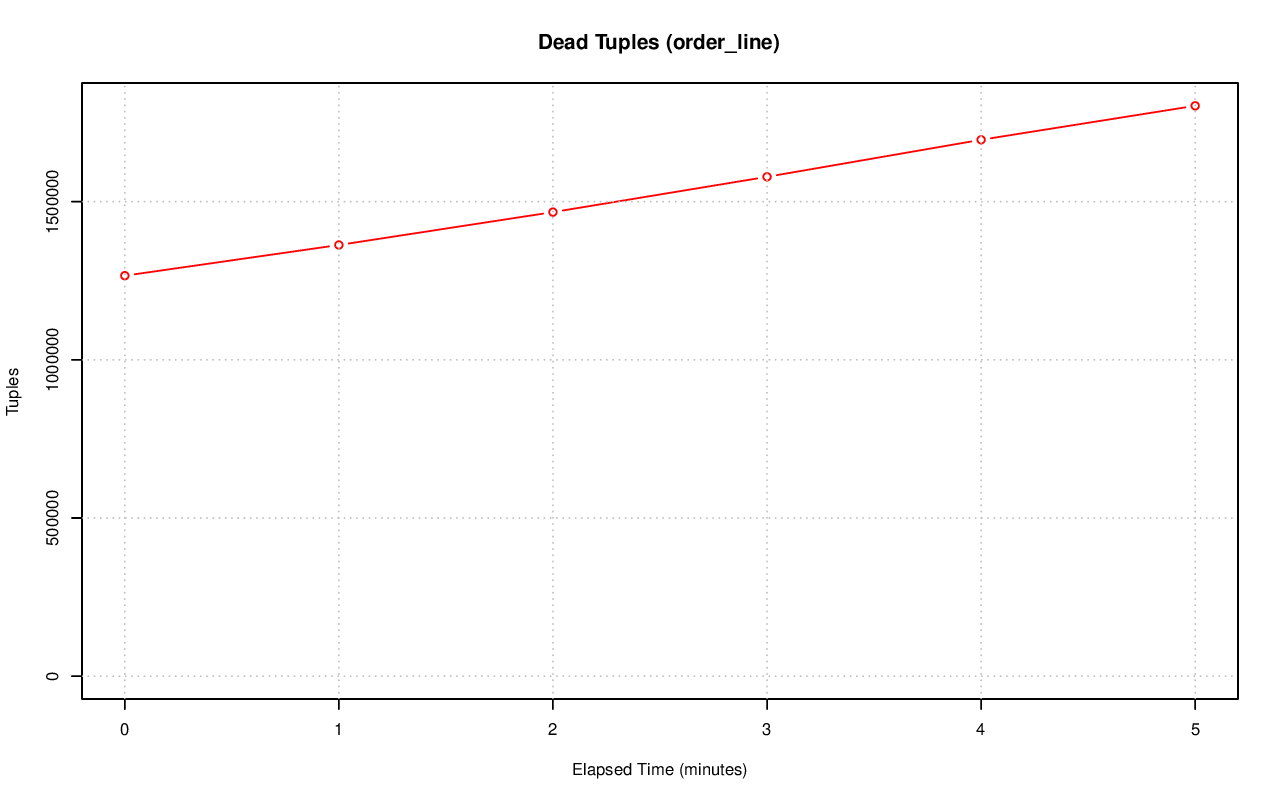 Dead Tuples (order_line)
Tuples
1500000
1000000
500000
0
0 1 2 3 4 5
Elapsed Time (minutes)